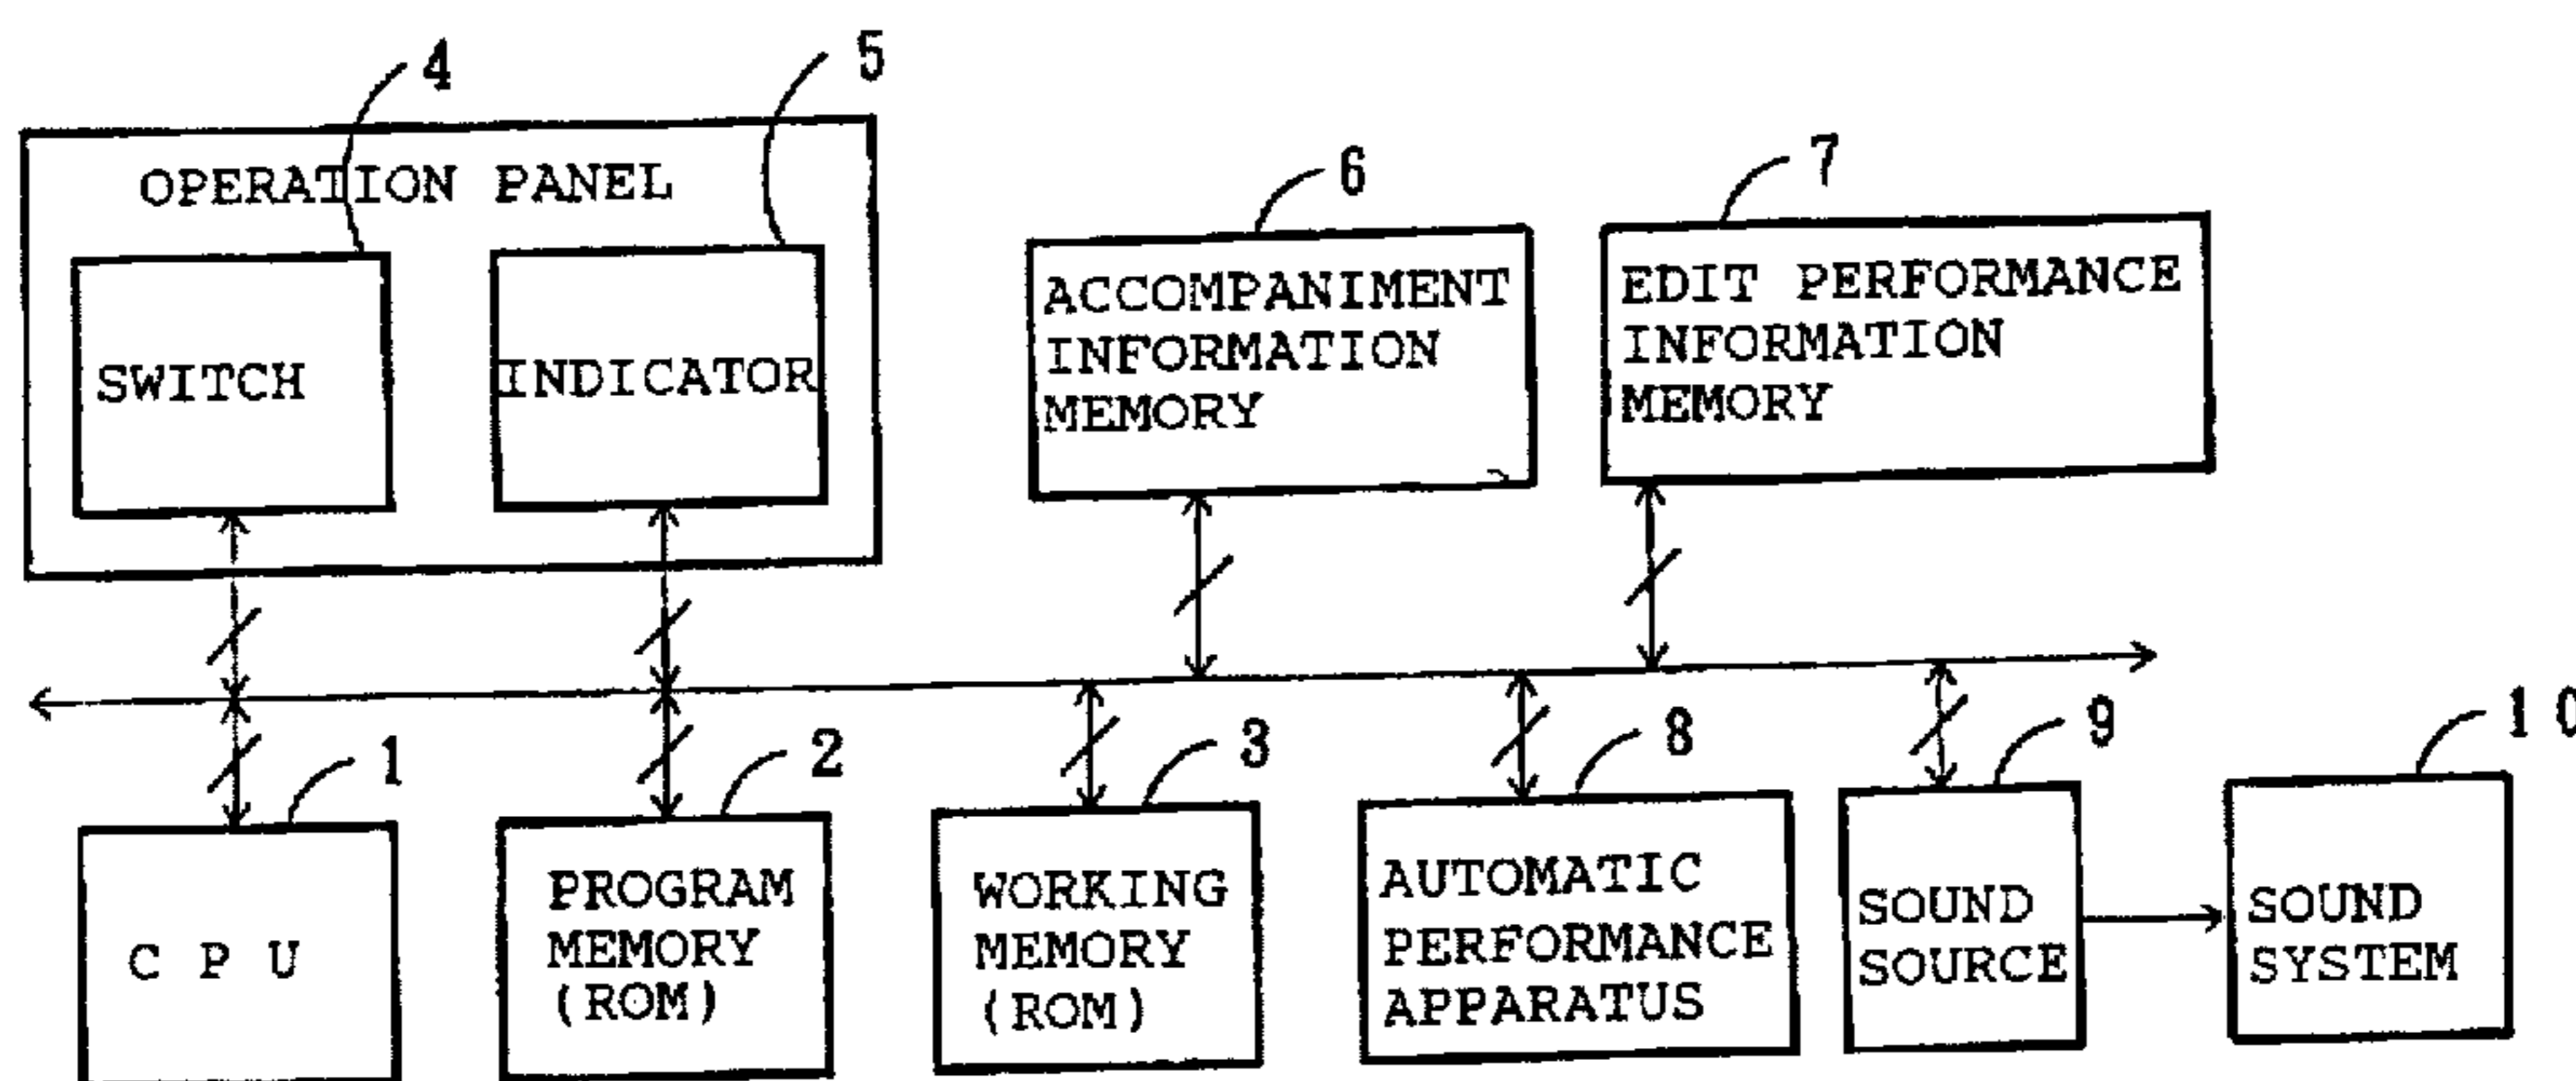 4
5
OPERATION PANEL
SWITCH
INDICATOR
6
ACCOMPANIMENT
INFORMATION
MEMORY
7
EDIT PERFORMANCE
INFORMATION
MEMORY
1
C P U
2
PROGRAM
MEMORY
(ROM)
3
WORKING
MEMORY
(ROM)
8
AUTOMATIC
PERFORMANCE
APPARATUS
9
SOUND
SOURCE
10
SOUND
SYSTEM